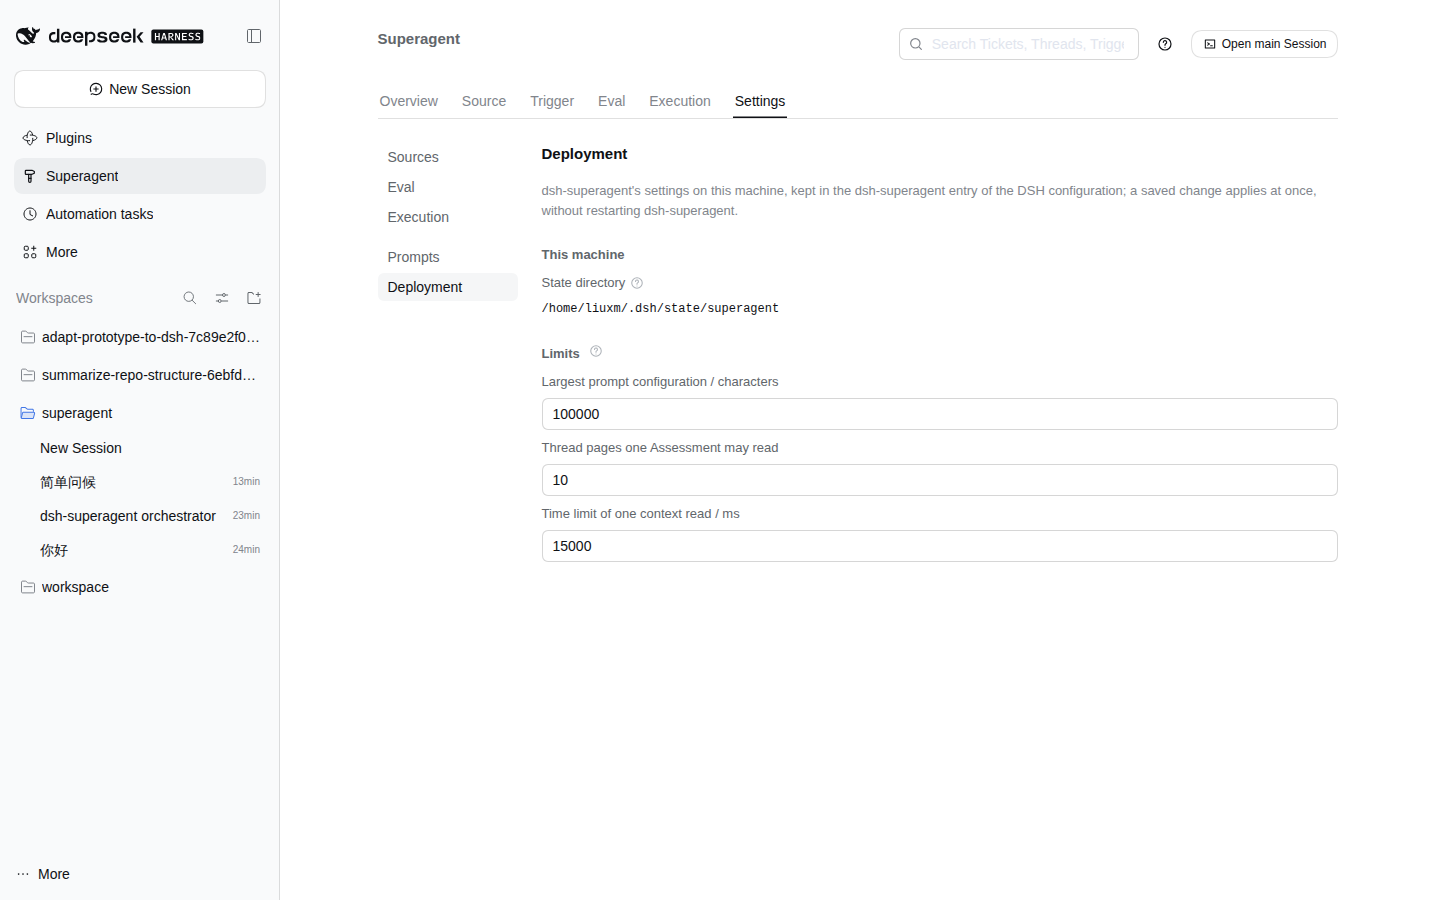 deepseek HARNESS
New Session
Plugins
Superagent
Automation tasks
More
Workspaces
adapt-prototype-to-dsh-7c89e2f0...
summarize-repo-structure-6ebfd...
superagent
New Session
简单问候 13min
dsh-superagent orchestrator 23min
你好 24min
workspace
More
Superagent
Search Tickets, Threads, Trigg
Open main Session
Overview Source Trigger Eval Execution Settings
Sources
Eval
Execution
Prompts
Deployment
Deployment
dsh-superagent's settings on this machine, kept in the dsh-superagent entry of the DSH configuration; a saved change applies at once,
without restarting dsh-superagent.
This machine
State directory
/home/liuxm/.dsh/state/superagent
Limits
Largest prompt configuration / characters
100000
Thread pages one Assessment may read
10
Time limit of one context read / ms
15000